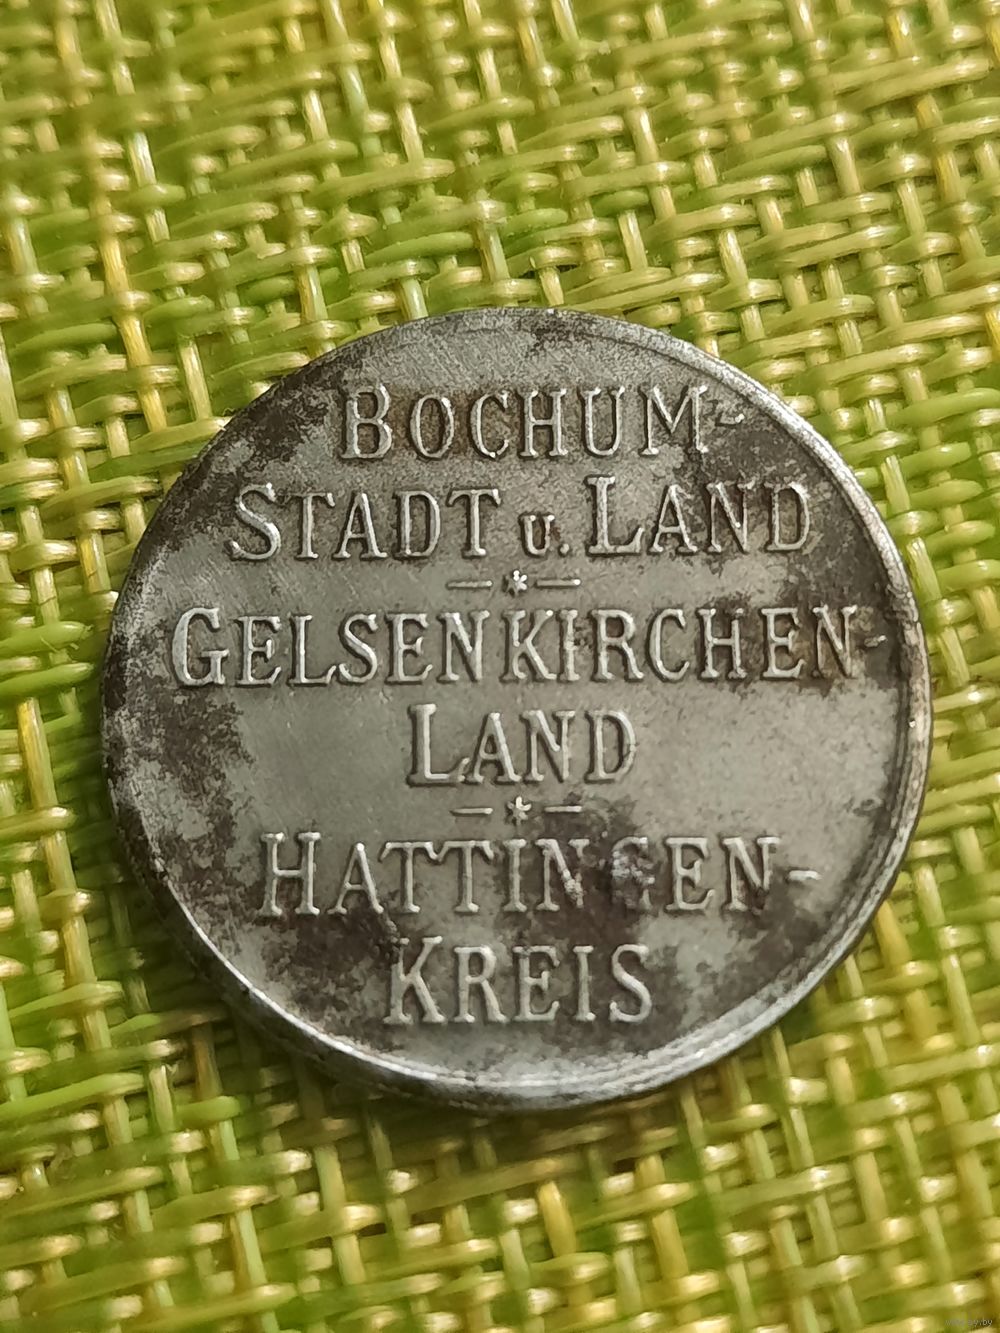 BOCHUM-
STADT u. LAND
—*—
GELSENKIRCHEN-
LAND
—*—
HATTINGEN-
KREIS